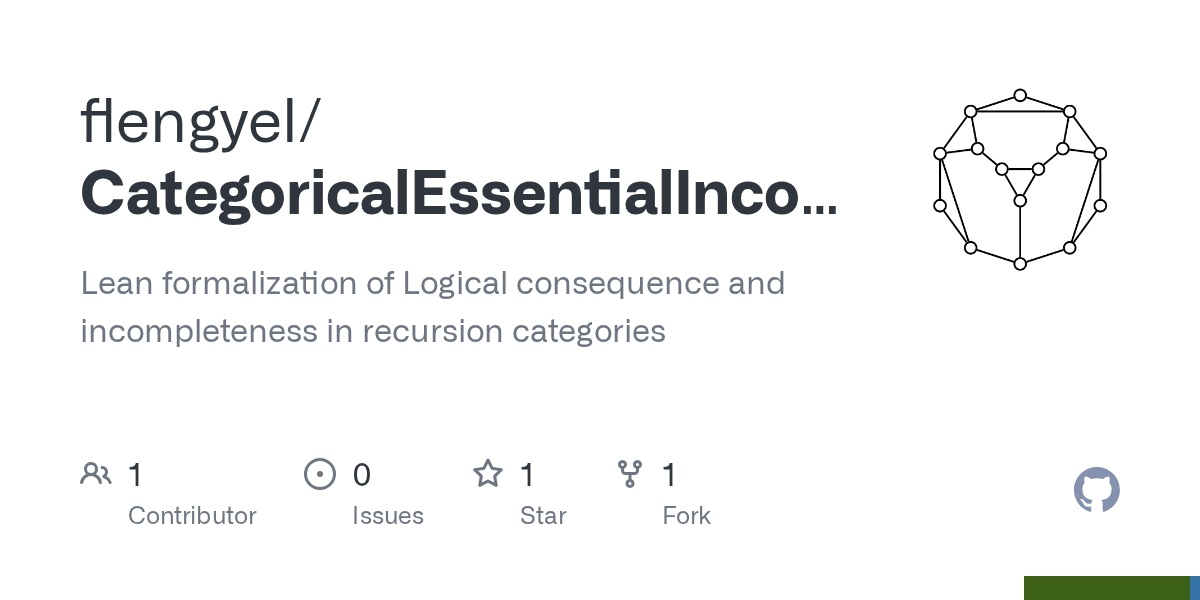 flengyel/
CategoricalEssentialInco...
Lean formalization of Logical consequence and
incompleteness in recursion categories
1 0 1 1
Contributor Issues Star Fork